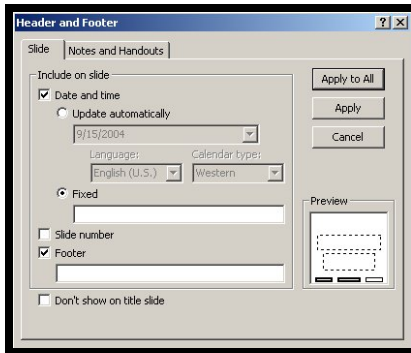 Header and Footer
Slide
Notes and Handouts
Include on slide
Date and time
Update automatically
9/15/2004
Language:
Calendar type:
English (U.S.)
Western
Fixed
Slide number
Footer
Don't show on title slide
Apply to All
Apply
Cancel
Preview